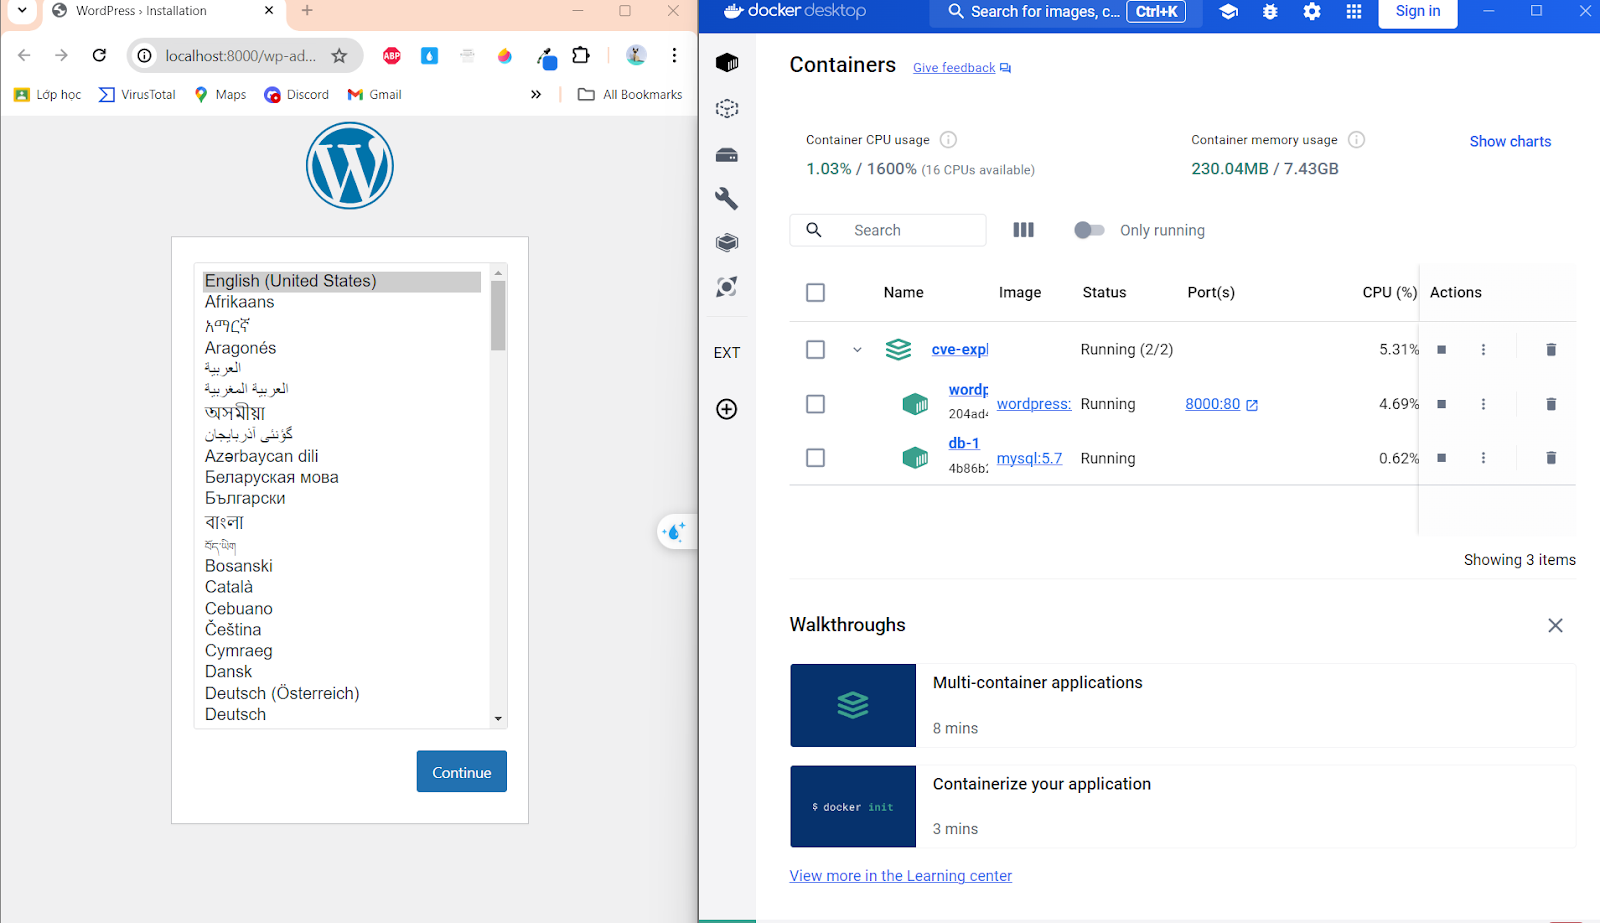 WordPress › Installation
localhost:8000/wp-ad...
ABP
Lớp học
VirusTotal
Maps
Discord
Gmail
»
All Bookmarks
English (United States)
Afrikaans
አማርኛ
Aragonés
العربية
العربية المغربية
অসমীয়া
گؤنئی آذربایجان
Azərbaycan dili
Беларуская мова
Български
বাংলা
བོད་ཡིག
Bosanski
Català
Cebuano
Čeština
Cymraeg
Dansk
Deutsch (Österreich)
Deutsch
Continue
docker desktop
Search for images, c...
Ctrl+K
Sign in
Containers
Give feedback
Container CPU usage
1.03% / 1600% (16 CPUs available)
Container memory usage
230.04MB / 7.43GB
Show charts
Search
Only running
Name Image Status Port(s) CPU (%) Actions
cve-expl Running (2/2) 5.31%
wordp
204ad4
wordpress: Running 8000:80 4.69%
db-1
4b86b2
mysql:5.7 Running 0.62%
Showing 3 items
EXT
Walkthroughs
Multi-container applications
8 mins
$ docker init
Containerize your application
3 mins
View more in the Learning center